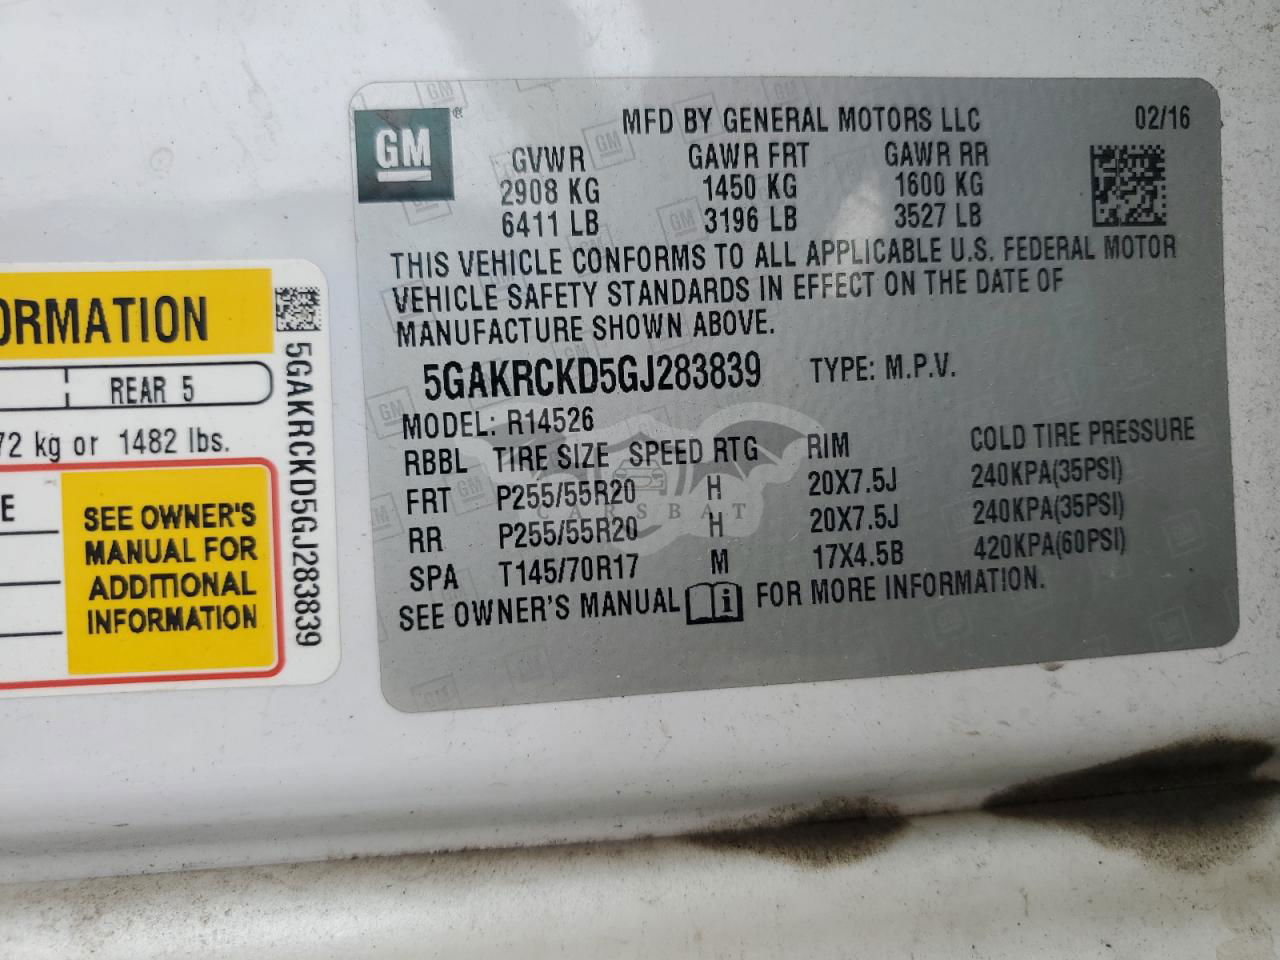 GM
®
MFD BY GENERAL MOTORS LLC 02/16
GVWR GAWR FRT GAWR RR
2908 KG 1450 KG 1600 KG
6411 LB 3196 LB 3527 LB
THIS VEHICLE CONFORMS TO ALL APPLICABLE U.S. FEDERAL MOTOR
VEHICLE SAFETY STANDARDS IN EFFECT ON THE DATE OF
MANUFACTURE SHOWN ABOVE.
5GAKRCKD5GJ283839 TYPE: M.P.V.
MODEL: R14526
RBBL TIRE SIZE SPEED RTG RIM COLD TIRE PRESSURE
FRT P255/55R20 H 20X7.5J 240KPA(35PSI)
RR P255/55R20 H 20X7.5J 240KPA(35PSI)
SPA T145/70R17 M 17X4.5B 420KPA(60PSI)
SEE OWNER'S MANUAL i FOR MORE INFORMATION.
CARSBAT
ORMATION
REAR 5
72 kg or 1482 lbs.
E
SEE OWNER'S
MANUAL FOR
ADDITIONAL
INFORMATION
5GAKRCKD5GJ283839